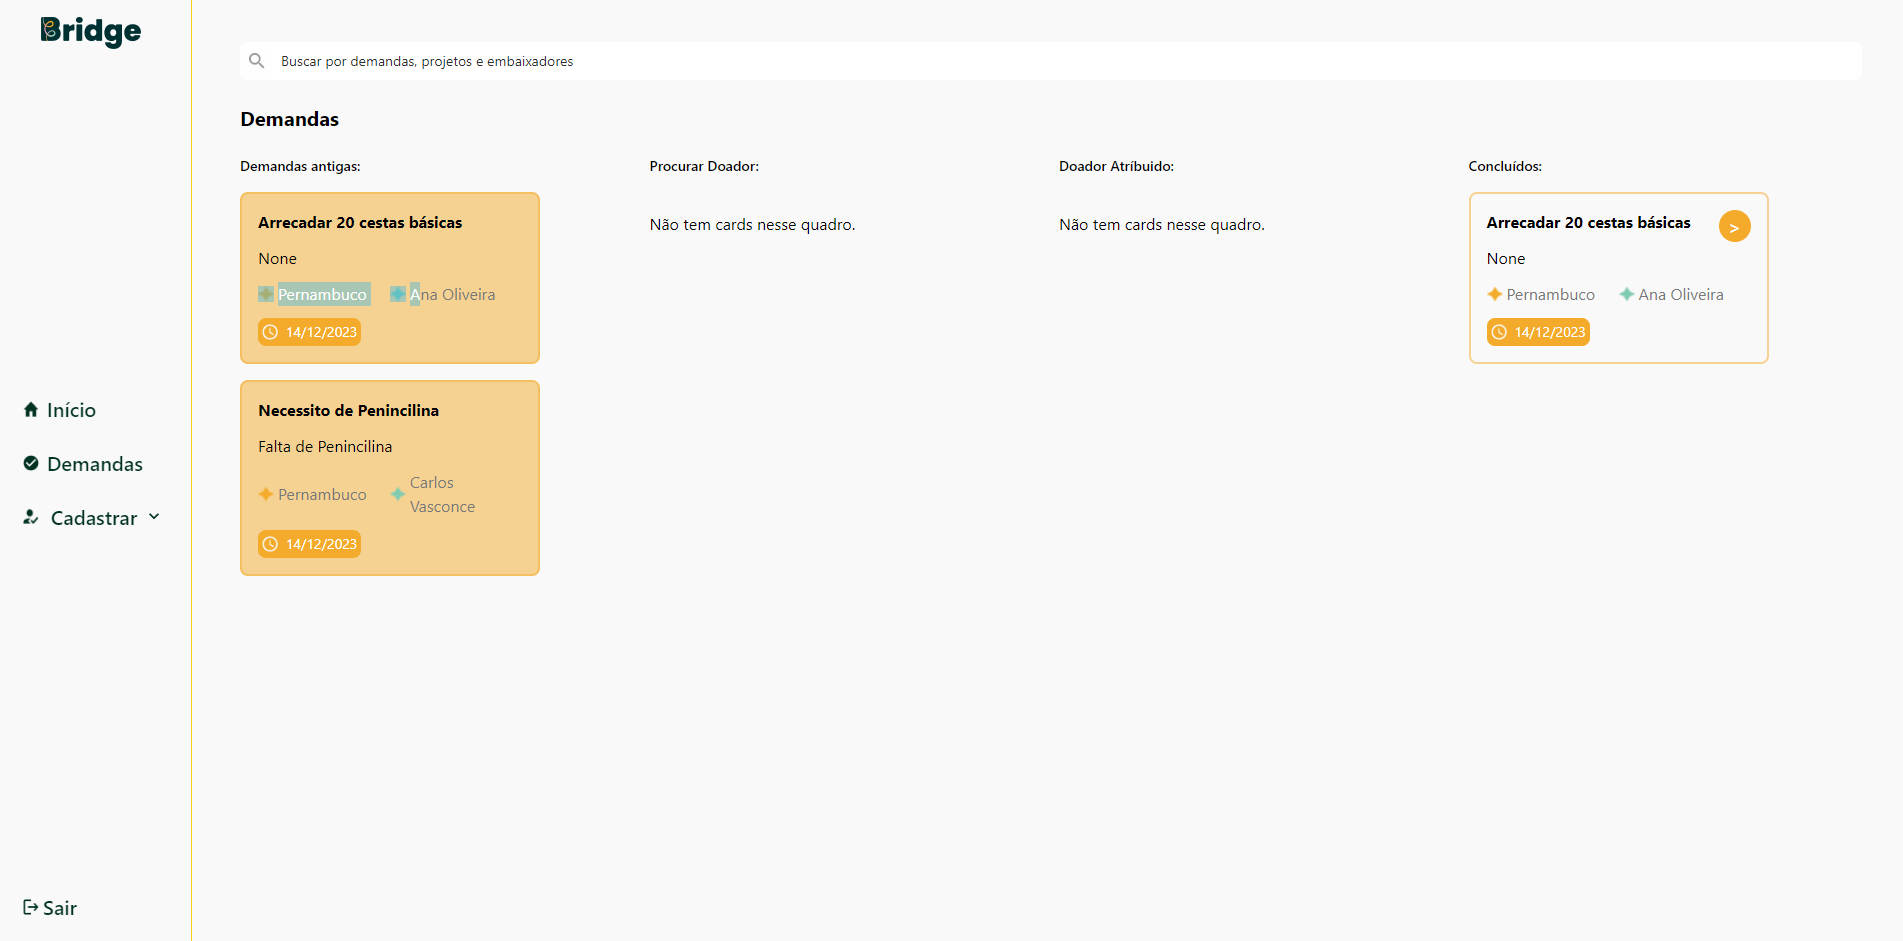 Bridge
Buscar por demandas, projetos e embaixadores
Demandas
Demandas antigas:
Arrecadar 20 cestas básicas
None
Pernambuco Ana Oliveira
14/12/2023
Necessito de Penincilina
Falta de Penincilina
Pernambuco
Carlos
Vasconce
14/12/2023
Procurar Doador:
Não tem cards nesse quadro.
Doador Atríbuido:
Não tem cards nesse quadro.
Concluídos:
Arrecadar 20 cestas básicas
>
None
Pernambuco Ana Oliveira
14/12/2023
Início
Demandas
Cadastrar
Sair